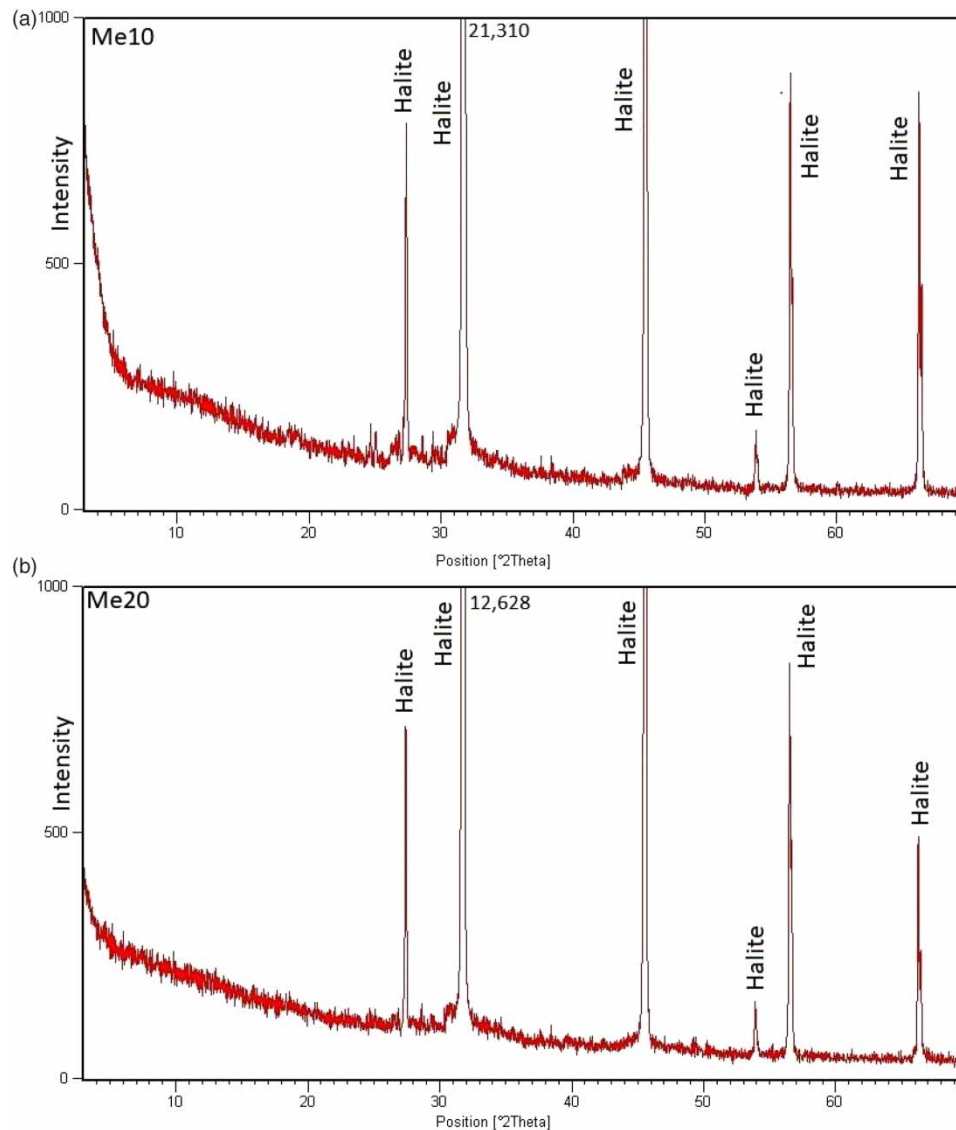 (a)
1000
Me10
21,310
Halite
Halite
Halite
Halite
Halite
Halite
Intensity
500
0
10 20 30 40 50 60
Position [°2Theta]
(b)
1000
Me20
12,628
Halite
Halite
Halite
Halite
Halite
Halite
Intensity
500
0
10 20 30 40 50 60
Position [°2Theta]